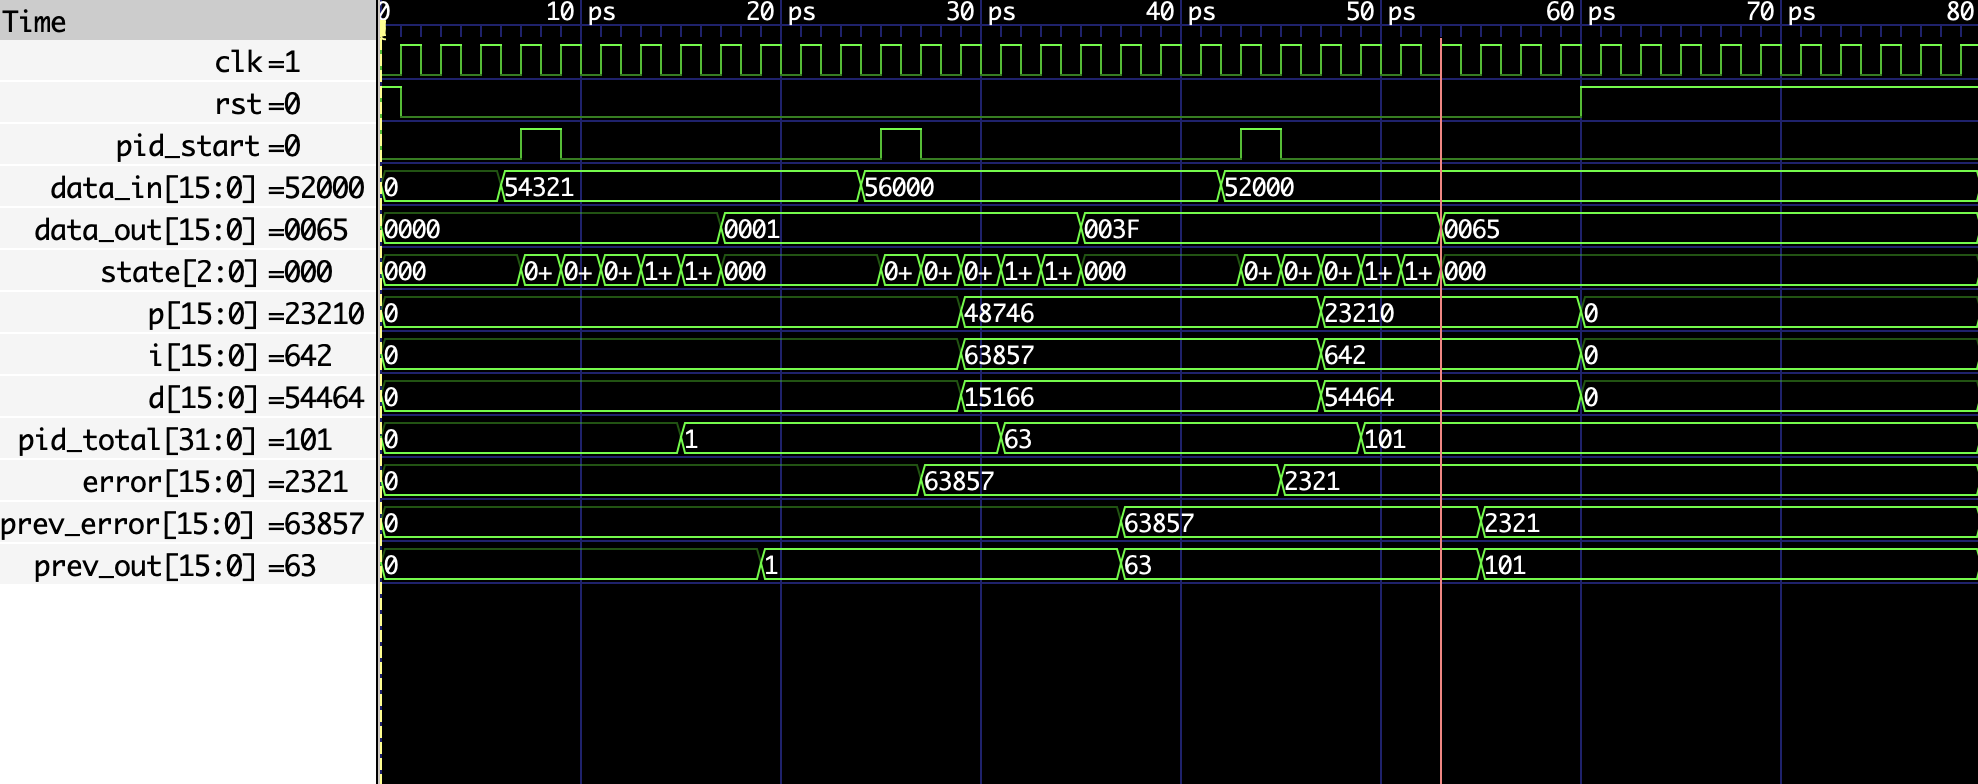 Time 0 10 ps 20 ps 30 ps 40 ps 50 ps 60 ps 70 ps 80
clk=1
rst=0
pid_start=0
data_in[15:0]=52000 0 54321 56000 52000
data_out[15:0]=0065 0000 0001 003F 0065
state[2:0]=000 000 0+ 0+ 0+ 1+ 1+ 000 0+ 0+ 0+ 1+ 1+ 000 0+ 0+ 0+ 1+ 1+ 000
p[15:0]=23210 0 48746 23210 0
i[15:0]=642 0 63857 642 0
d[15:0]=54464 0 15166 54464 0
pid_total[31:0]=101 0 1 63 101
error[15:0]=2321 0 63857 2321
prev_error[15:0]=63857 0 63857 2321
prev_out[15:0]=63 0 1 63 101